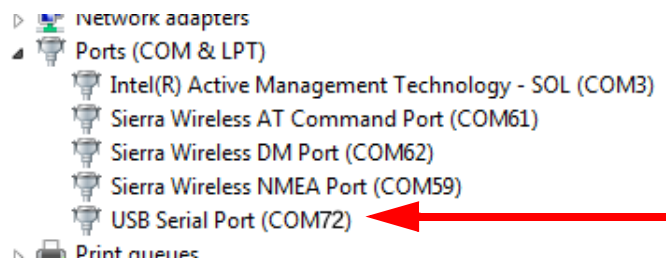 Network adapters
Ports (COM & LPT)
Intel(R) Active Management Technology - SOL (COM3)
Sierra Wireless AT Command Port (COM61)
Sierra Wireless DM Port (COM62)
Sierra Wireless NMEA Port (COM59)
USB Serial Port (COM72)
Print queues